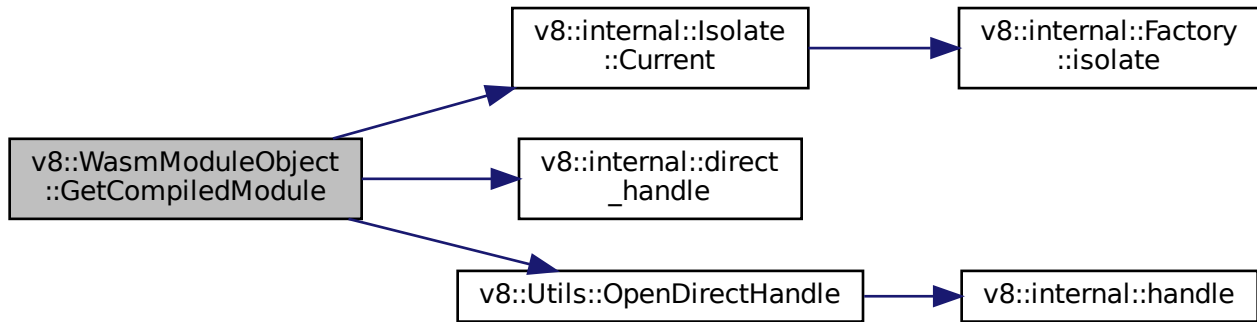 v8::internal::Isolate
::Current
v8::internal::Factory
::isolate
v8::WasmModuleObject
::GetCompiledModule
v8::internal::direct
_handle
v8::Utils::OpenDirectHandle
v8::internal::handle